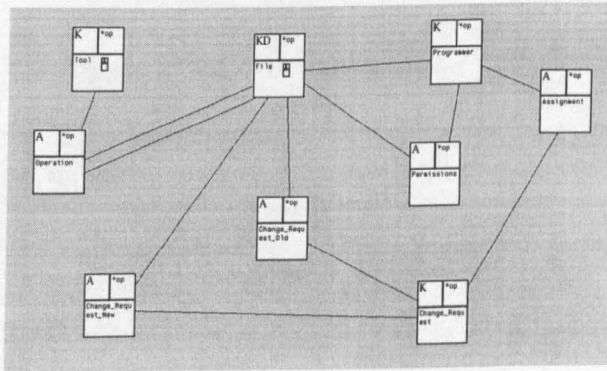 K *op
Tool
KD *op
File
K *op
Programmer
A *op
Assignment
A *op
Operation
A *op
Permissions
A *op
Change_Requ
est_Old
A *op
Change_Requ
est_New
K *op
Change_Requ
est